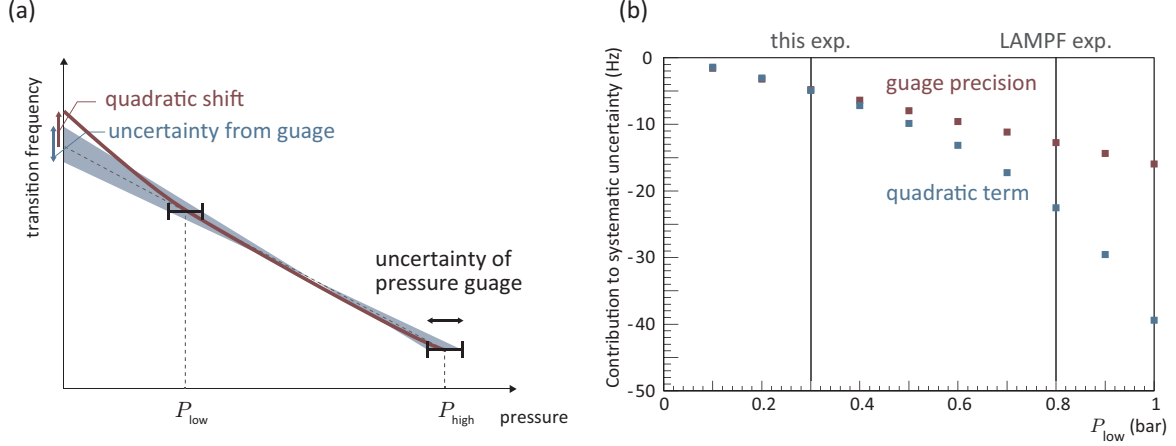 (a)
transition frequency
quadratic shift
uncertainty from guage
uncertainty of
pressure guage
P_low
P_high
pressure
(b)
this exp.
LAMPF exp.
Contribution to systematic uncertainty (Hz)
guage precision
quadratic term
0
-10
-20
-30
-40
-50
0
0.2
0.4
0.6
0.8
1
P_low (bar)